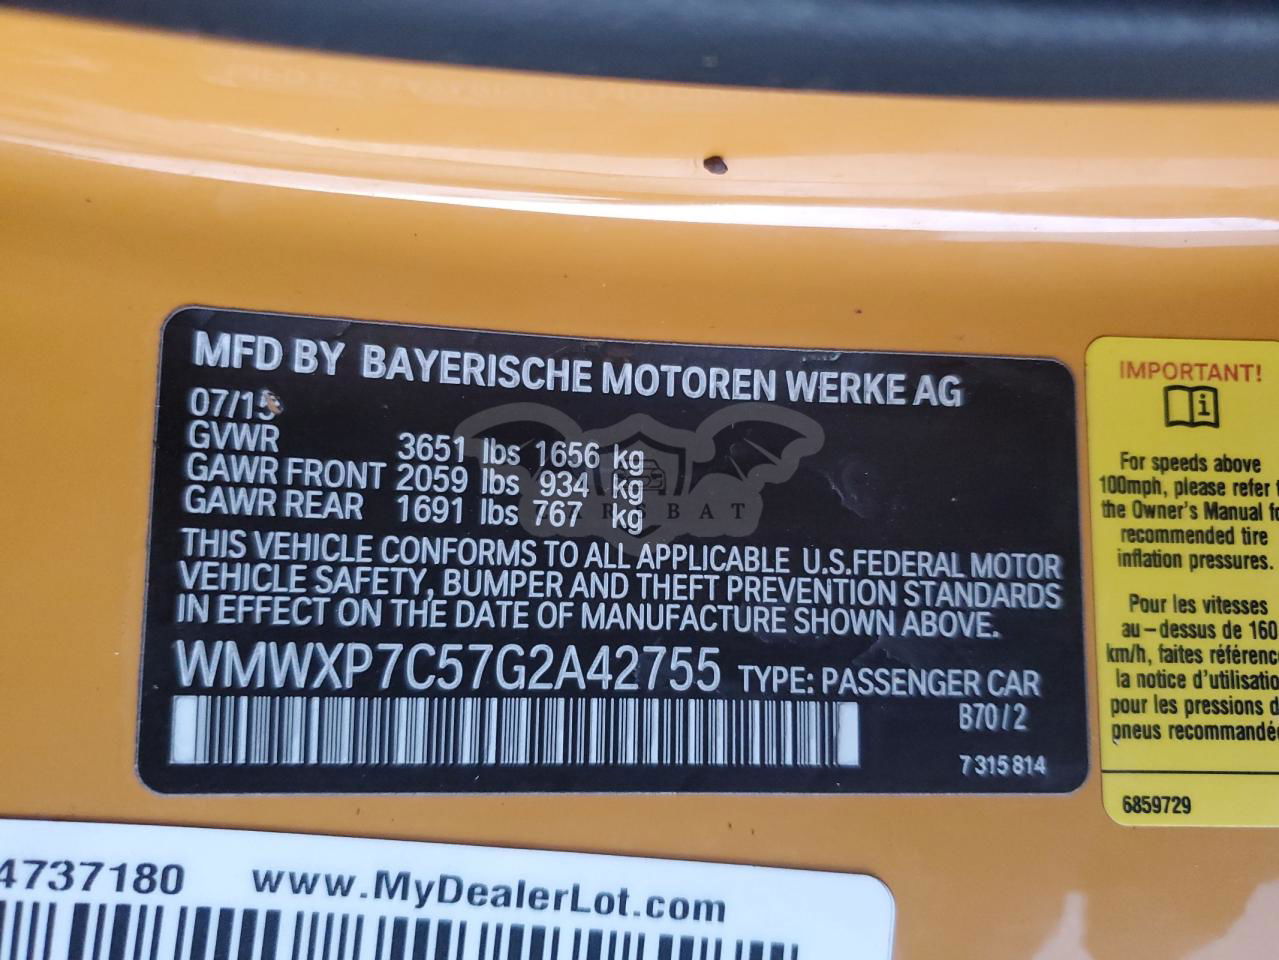 MFD BY BAYERISCHE MOTOREN WERKE AG
07/15
GVWR 3651 lbs 1656 kg
GAWR FRONT 2059 lbs 934 kg
GAWR REAR 1691 lbs 767 kg
CARSBAT
THIS VEHICLE CONFORMS TO ALL APPLICABLE U.S.FEDERAL MOTOR
VEHICLE SAFETY, BUMPER AND THEFT PREVENTION STANDARDS
IN EFFECT ON THE DATE OF MANUFACTURE SHOWN ABOVE.
WMWXP7C57G2A42755 TYPE: PASSENGER CAR
B70/2
7 315 814
IMPORTANT!
For speeds above
100mph, please refer
the Owner's Manual
recommended tire
inflation pressures.
Pour les vitesses
au-dessus de 160
km/h, faites
la notice
pour les pressions
pneus
6859729
4737180 www.MyDealerLot.com